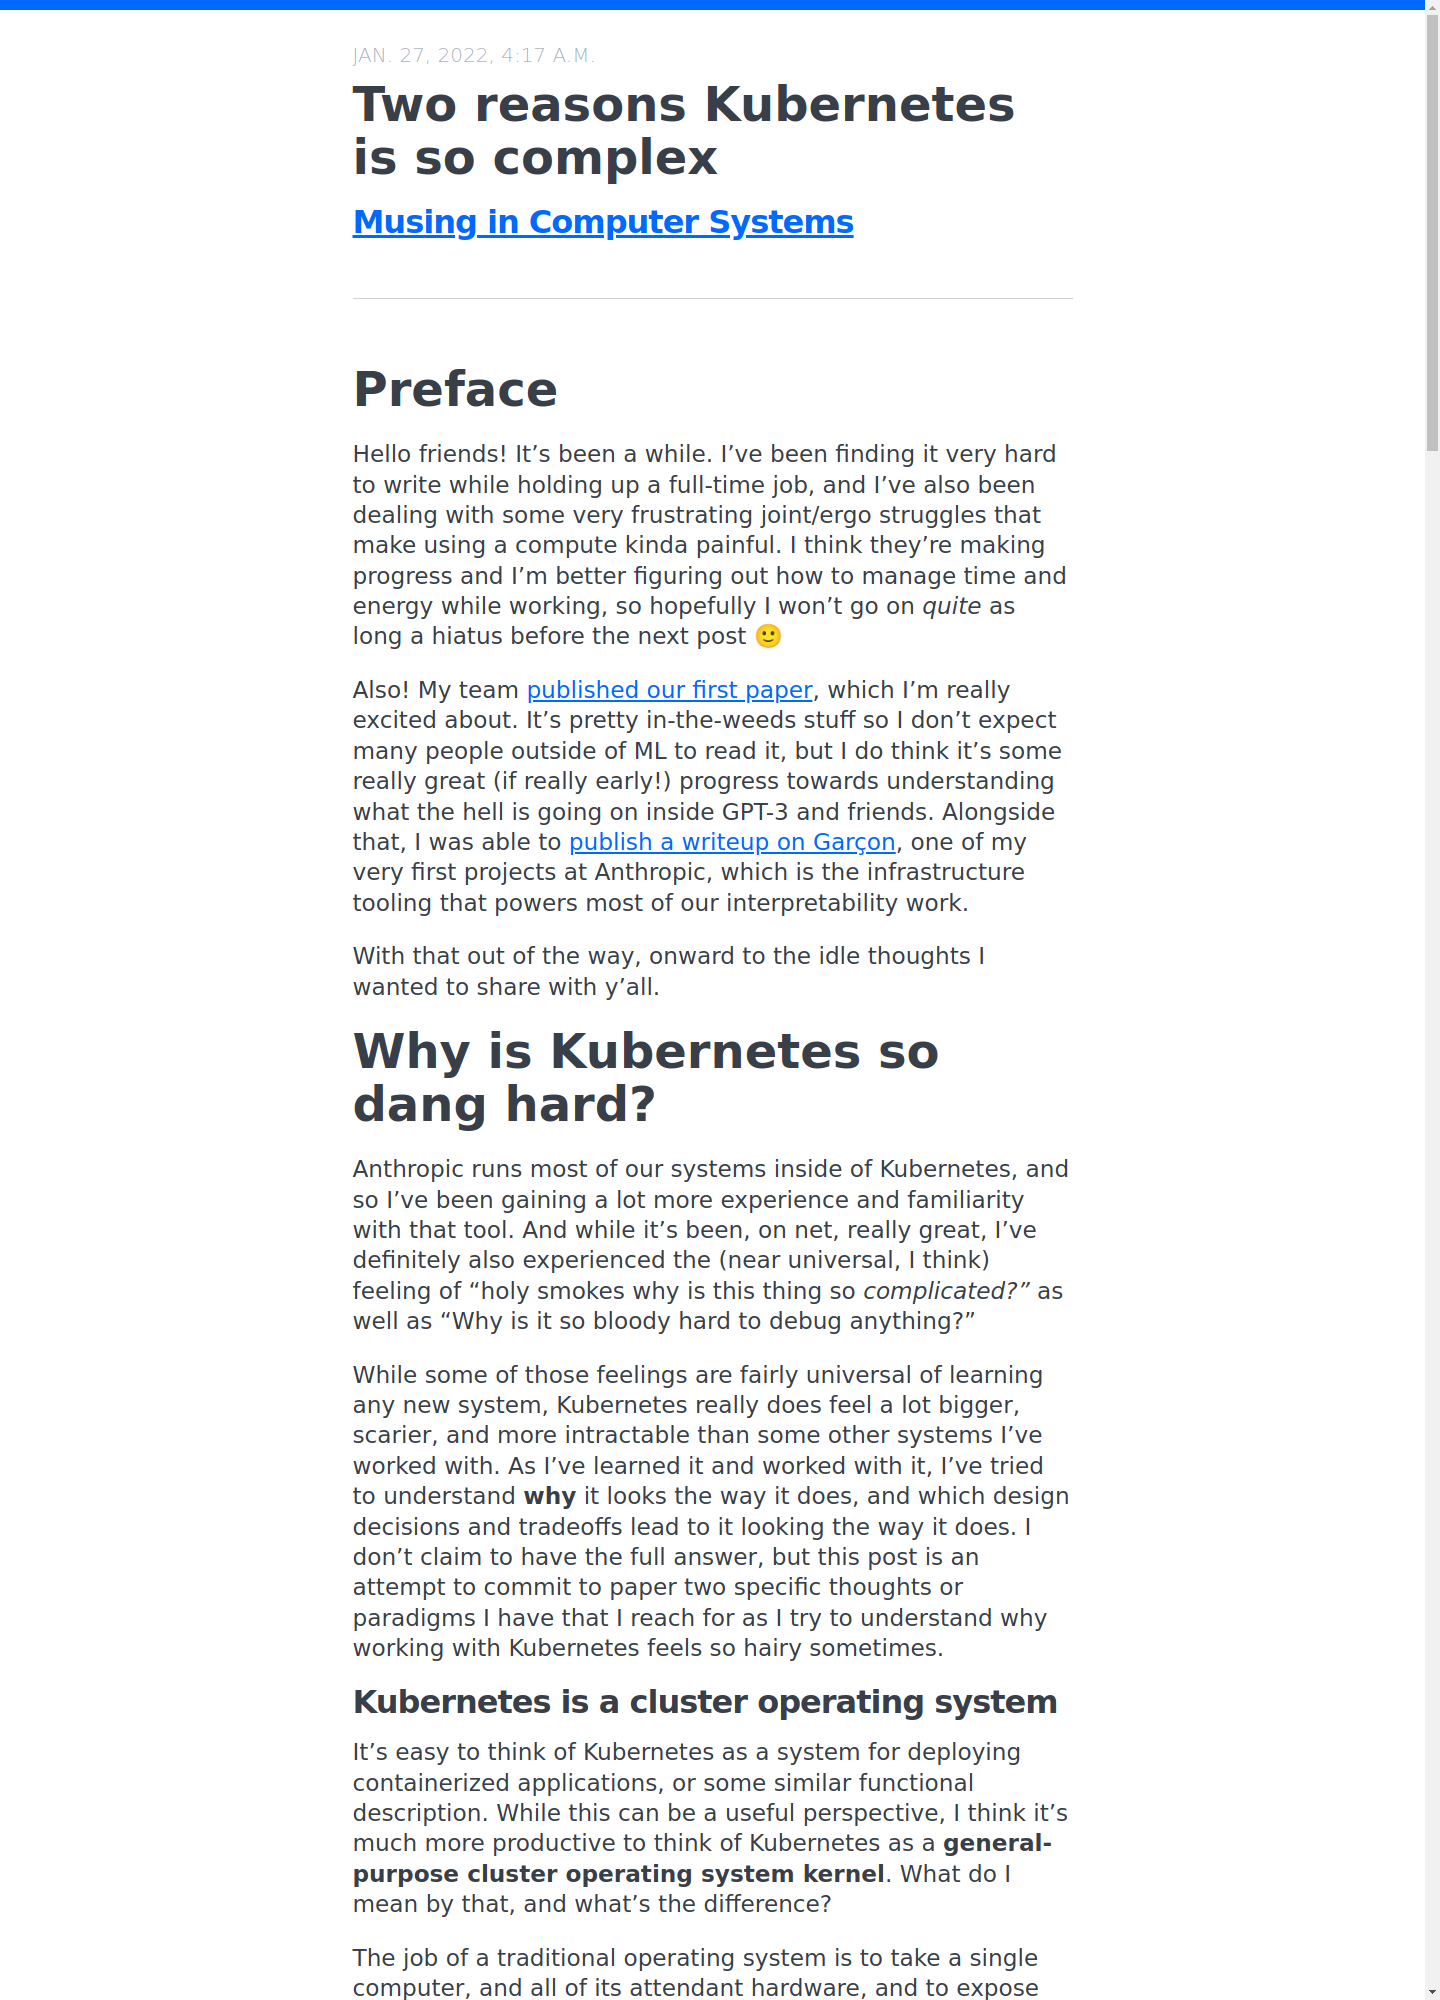 JAN. 27, 2022, 4:17 A.M.
Two reasons Kubernetes
is so complex
Musing in Computer Systems
Preface
Hello friends! It’s been a while. I’ve been finding it very hard
to write while holding up a full-time job, and I’ve also been
dealing with some very frustrating joint/ergo struggles that
make using a compute kinda painful. I think they’re making
progress and I’m better figuring out how to manage time and
energy while working, so hopefully I won’t go on quite as
long a hiatus before the next post 🙂
Also! My team published our first paper, which I’m really
excited about. It’s pretty in-the-weeds stuff so I don’t expect
many people outside of ML to read it, but I do think it’s some
really great (if really early!) progress towards understanding
what the hell is going on inside GPT-3 and friends. Alongside
that, I was able to publish a writeup on Garçon, one of my
very first projects at Anthropic, which is the infrastructure
tooling that powers most of our interpretability work.
With that out of the way, onward to the idle thoughts I
wanted to share with y’all.
Why is Kubernetes so
dang hard?
Anthropic runs most of our systems inside of Kubernetes, and
so I’ve been gaining a lot more experience and familiarity
with that tool. And while it’s been, on net, really great, I’ve
definitely also experienced the (near universal, I think)
feeling of “holy smokes why is this thing so complicated?” as
well as “Why is it so bloody hard to debug anything?”
While some of those feelings are fairly universal of learning
any new system, Kubernetes really does feel a lot bigger,
scarier, and more intractable than some other systems I’ve
worked with. As I’ve learned it and worked with it, I’ve tried
to understand why it looks the way it does, and which design
decisions and tradeoffs lead to it looking the way it does. I
don’t claim to have the full answer, but this post is an
attempt to commit to paper two specific thoughts or
paradigms I have that I reach for as I try to understand why
working with Kubernetes feels so hairy sometimes.
Kubernetes is a cluster operating system
It’s easy to think of Kubernetes as a system for deploying
containerized applications, or some similar functional
description. While this can be a useful perspective, I think it’s
much more productive to think of Kubernetes as a general-
purpose cluster operating system kernel. What do I
mean by that, and what’s the difference?
The job of a traditional operating system is to take a single
computer, and all of its attendant hardware, and to expose